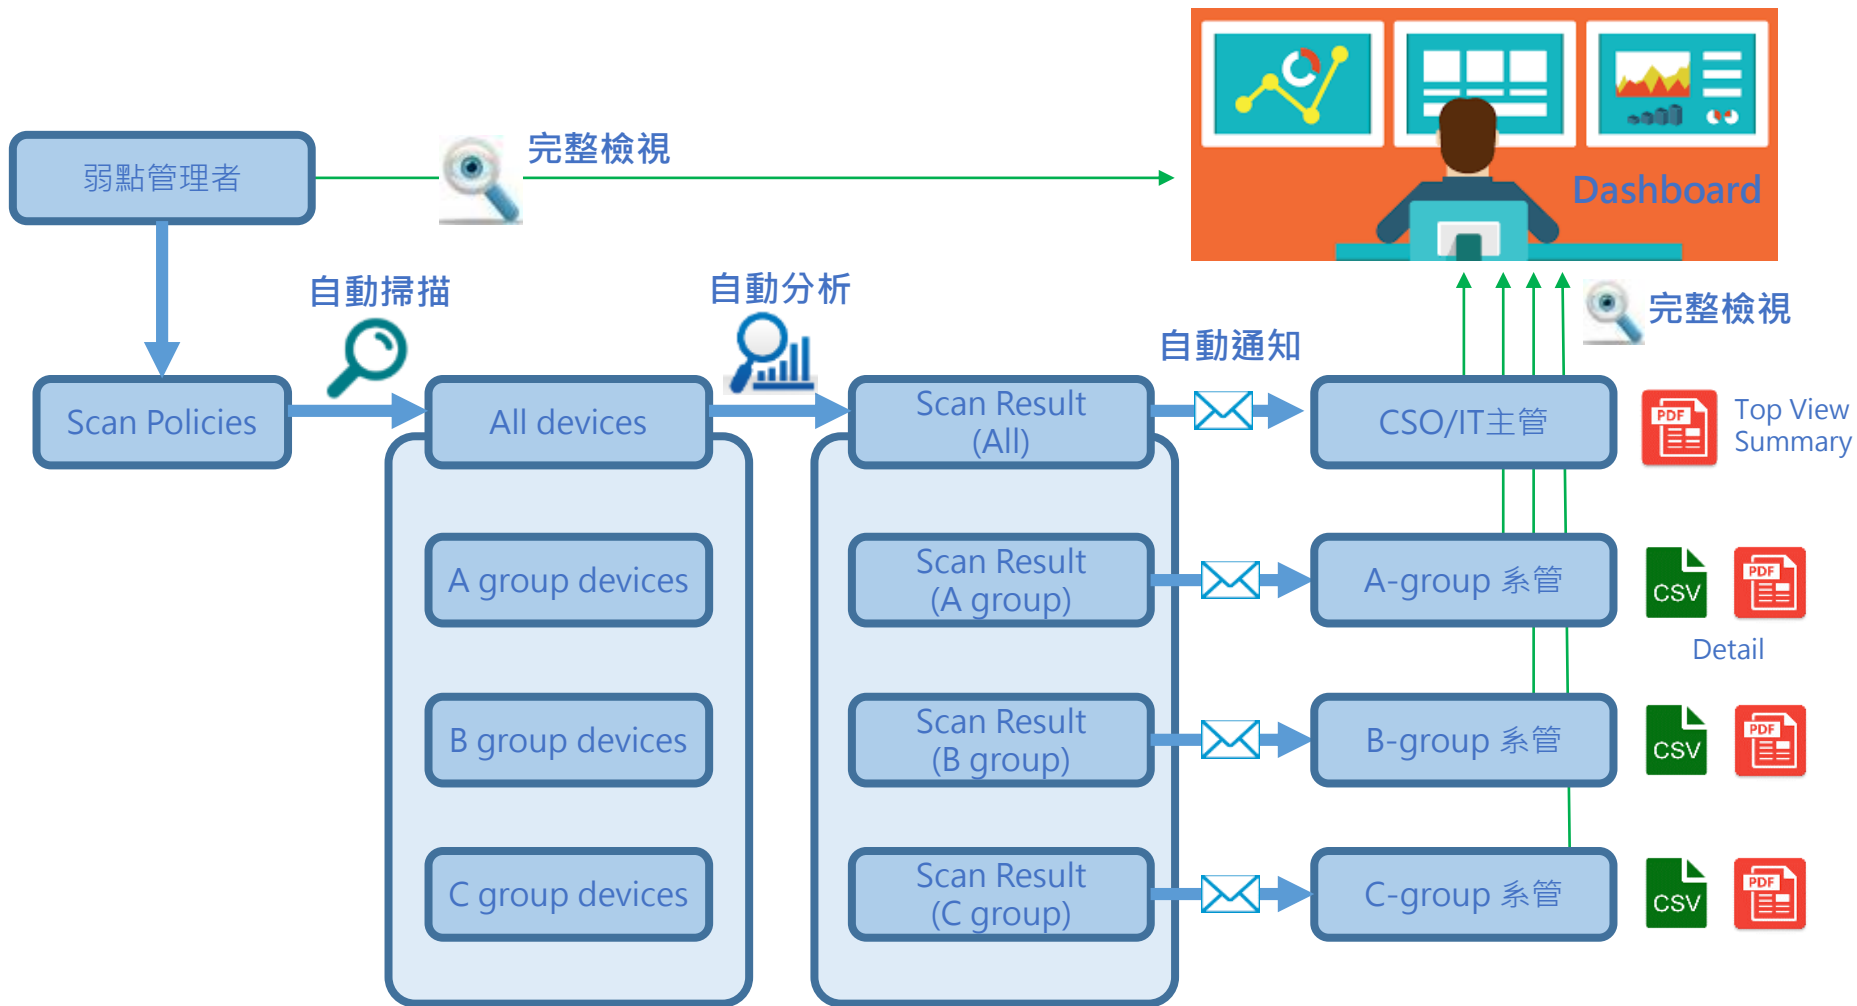 完整檢視
弱點管理者
Dashboard
自動掃描
自動分析
完整檢視
自動通知
Scan Policies
All devices
Scan Result
(All)
CSO/IT主管
PDF
Top View
Summary
A group devices
Scan Result
(A group)
A-group 系管
CSV
PDF
Detail
B group devices
Scan Result
(B group)
B-group 系管
CSV
PDF
C group devices
Scan Result
(C group)
C-group 系管
CSV
PDF